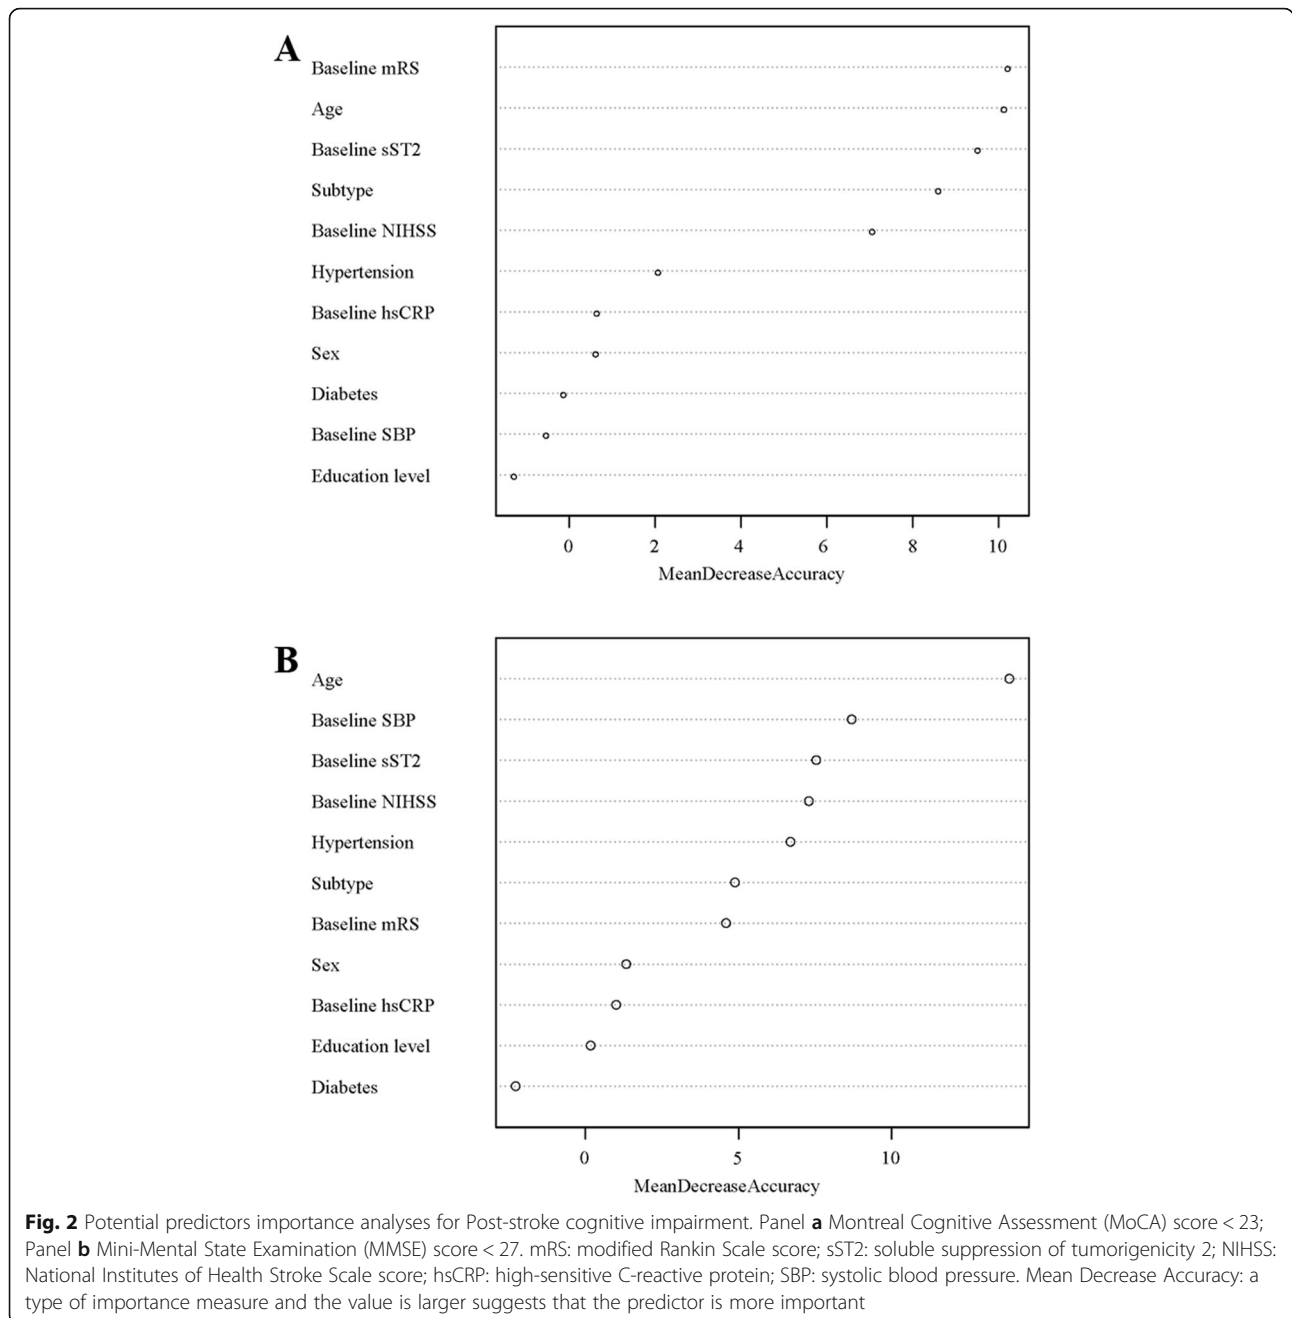 A
Baseline mRS
Age
Baseline sST2
Subtype
Baseline NIHSS
Hypertension
Baseline hsCRP
Sex
Diabetes
Baseline SBP
Education level
0 2 4 6 8 10
MeanDecreaseAccuracy
B
Age
Baseline SBP
Baseline sST2
Baseline NIHSS
Hypertension
Subtype
Baseline mRS
Sex
Baseline hsCRP
Education level
Diabetes
0 5 10
MeanDecreaseAccuracy
Fig. 2 Potential predictors importance analyses for Post-stroke cognitive impairment. Panel a Montreal Cognitive Assessment (MoCA) score < 23;
Panel b Mini-Mental State Examination (MMSE) score < 27. mRS: modified Rankin Scale score; sST2: soluble suppression of tumorigenicity 2; NIHSS:
National Institutes of Health Stroke Scale score; hsCRP: high-sensitive C-reactive protein; SBP: systolic blood pressure. Mean Decrease Accuracy: a
type of importance measure and the value is larger suggests that the predictor is more important